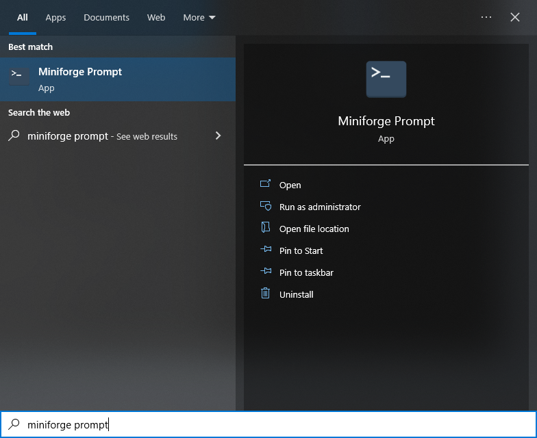 All Apps Documents Web More
Best match
Miniforge Prompt
App
Search the web
miniforge prompt - See web results
Miniforge Prompt
App
Open
Run as administrator
Open file location
Pin to Start
Pin to taskbar
Uninstall
miniforge prompt